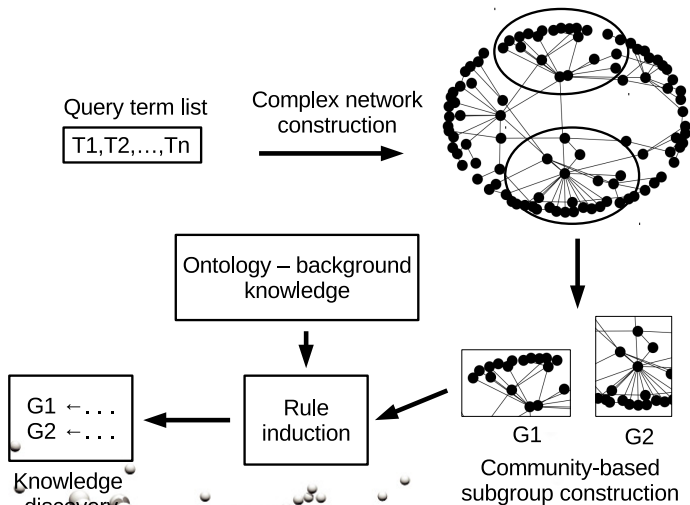 Query term list
T1,T2,...,Tn
Complex network
construction
Ontology – background
knowledge
Rule
induction
G1 ←...
G2 ←...
Knowledge
discovery
G1
G2
Community-based
subgroup construction